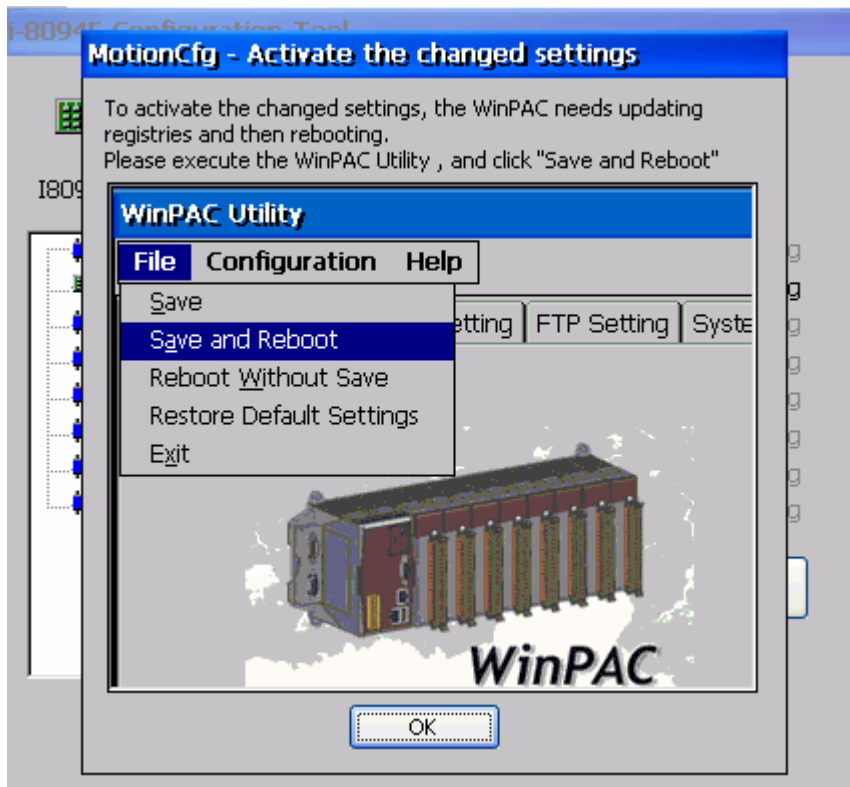 MotionCfg - Activate the changed settings
To activate the changed settings, the WinPAC needs updating
registries and then rebooting.
Please execute the WinPAC Utility , and click "Save and Reboot"
I809
WinPAC Utility
File Configuration Help
Save
Save and Reboot
Reboot Without Save
Restore Default Settings
Exit
etting FTP Setting Syste
WinPAC
OK